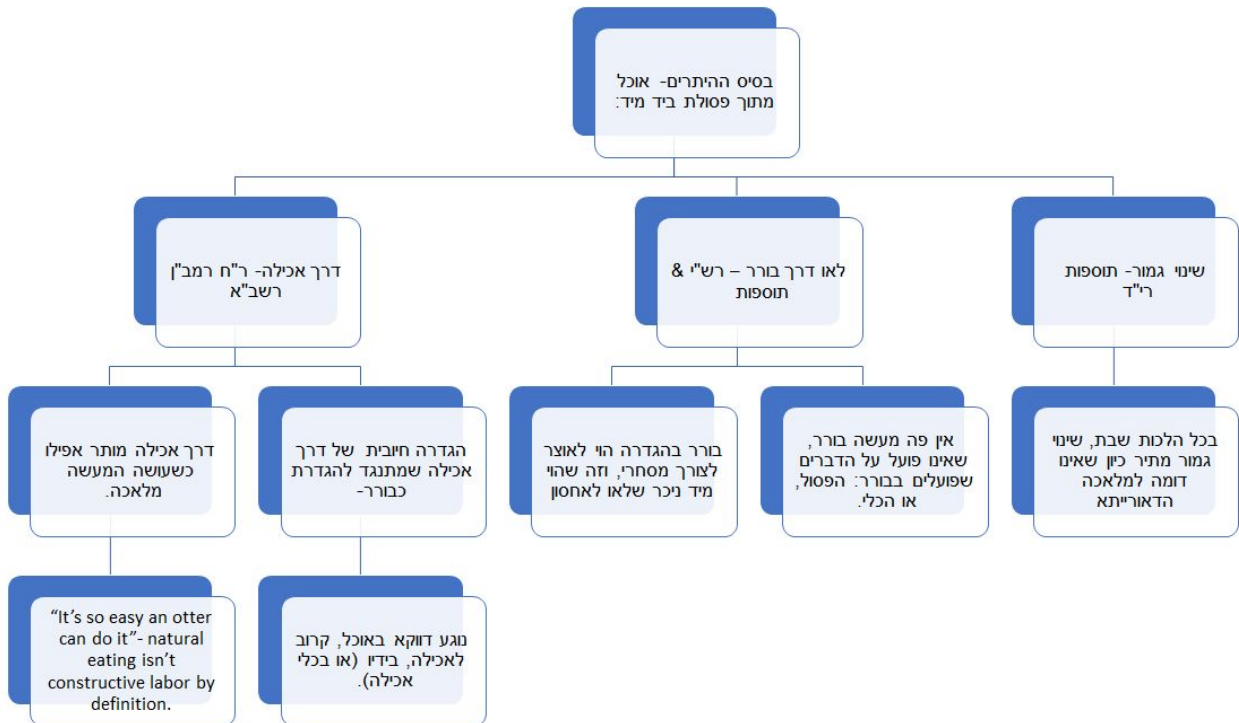 בסיס ההיתרים- אוכל
מתוך פסולת ביד מיד:
שינוי גמור- תוספות
רי"ד
לאו דרך בורר – רש"י &
תוספות
דרך אכילה- ר"ח רמב"ן
רשב"א
בכל הלכות שבת, שינוי
גמור מתיר כיון שאינו
דומה למלאכה
הדאורייתא
אין פה מעשה בורר,
שאינו פועל על הדברים
שפועלים בבורר: הפסול,
או הכלי.
בורר בהגדרה הוי לאוצר
לצורך מסחרי, וזה שהוי
מיד ניכר שלאו לאחסון
הגדרה חיובית של דרך
אכילה שמתנגד להגדרת
בורר-
דרך אכילה מותר אפילו
כשעושה המעשה
מלאכה.
נוגע דווקא באוכל, קרוב
לאכילה, בידיו (או בכלי
אכילה).
“It’s so easy an otter
can do it”- natural
eating isn’t
constructive labor by
definition.